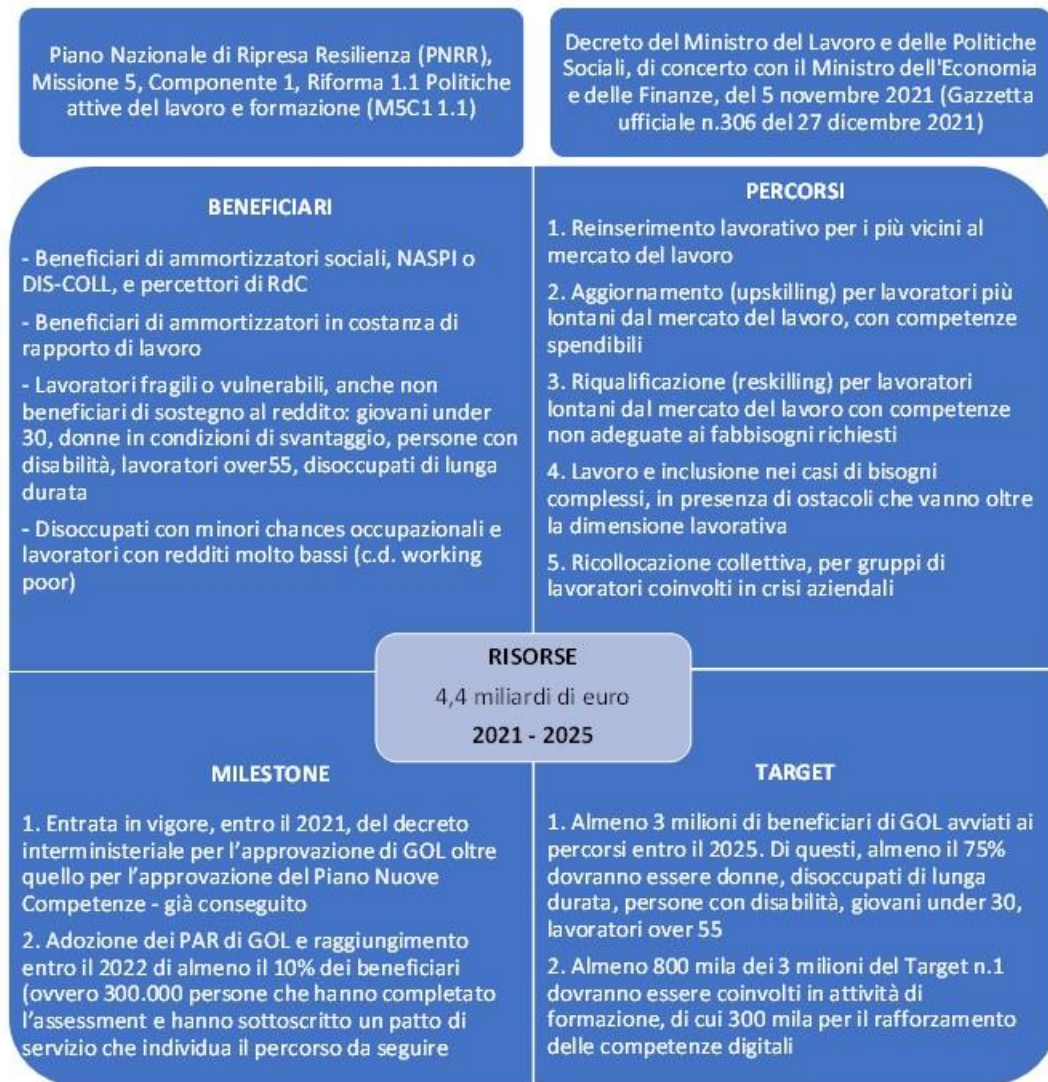 Piano Nazionale di Ripresa Resilienza (PNRR),
Missione 5, Componente 1, Riforma 1.1 Politiche
attive del lavoro e formazione (M5C1 1.1)
Decreto del Ministro del Lavoro e delle Politiche
Sociali, di concerto con il Ministro dell'Economia
e delle Finanze, del 5 novembre 2021 (Gazzetta
ufficiale n.306 del 27 dicembre 2021)
BENEFICIARI
- Beneficiari di ammortizzatori sociali, NASPI o
DIS-COLL, e percettori di RdC
- Beneficiari di ammortizzatori in costanza di
rapporto di lavoro
- Lavoratori fragili o vulnerabili, anche non
beneficiari di sostegno al reddito: giovani under
30, donne in condizioni di svantaggio, persone con
disabilità, lavoratori over55, disoccupati di lunga
durata
- Disoccupati con minori chances occupazionali e
lavoratori con redditi molto bassi (c.d. working
poor)
PERCORSI
1. Reinserimento lavorativo per i più vicini al
mercato del lavoro
2. Aggiornamento (upskilling) per lavoratori più
lontani dal mercato del lavoro, con competenze
spendibili
3. Riqualificazione (reskilling) per lavoratori
lontani dal mercato del lavoro con competenze
non adeguate ai fabbisogni richiesti
4. Lavoro e inclusione nei casi di bisogni
complessi, in presenza di ostacoli che vanno oltre
la dimensione lavorativa
5. Ricollocazione collettiva, per gruppi di
lavoratori coinvolti in crisi aziendali
RISORSE
4,4 miliardi di euro
2021 - 2025
MILESTONE
1. Entrata in vigore, entro il 2021, del decreto
interministeriale per l'approvazione di GOL oltre
quello per l'approvazione del Piano Nuove
Competenze - già conseguito
2. Adozione dei PAR di GOL e raggiungimento
entro il 2022 di almeno il 10% dei beneficiari
(ovvero 300.000 persone che hanno completato
l'assessment e hanno sottoscritto un patto di
servizio che individua il percorso da seguire
TARGET
1. Almeno 3 milioni di beneficiari di GOL avviati ai
percorsi entro il 2025. Di questi, almeno il 75%
dovranno essere donne, disoccupati di lunga
durata, persone con disabilità, giovani under 30,
lavoratori over 55
2. Almeno 800 mila dei 3 milioni del Target n.1
dovranno essere coinvolti in attività di
formazione, di cui 300 mila per il rafforzamento
delle competenze digitali